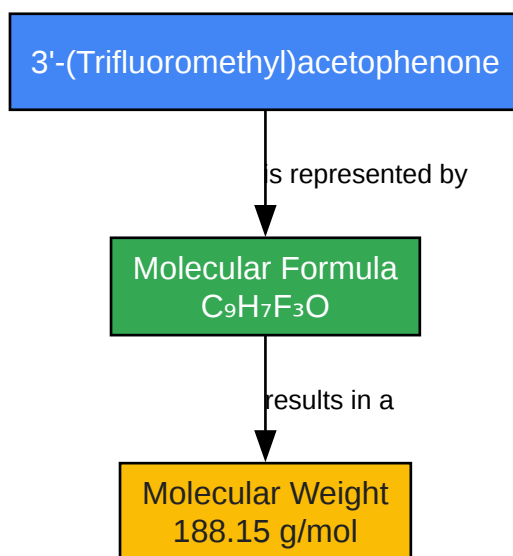 3'-(Trifluoromethyl)acetophenone
is represented by
Molecular Formula
C₉H₇F₃O
results in a
Molecular Weight
188.15 g/mol